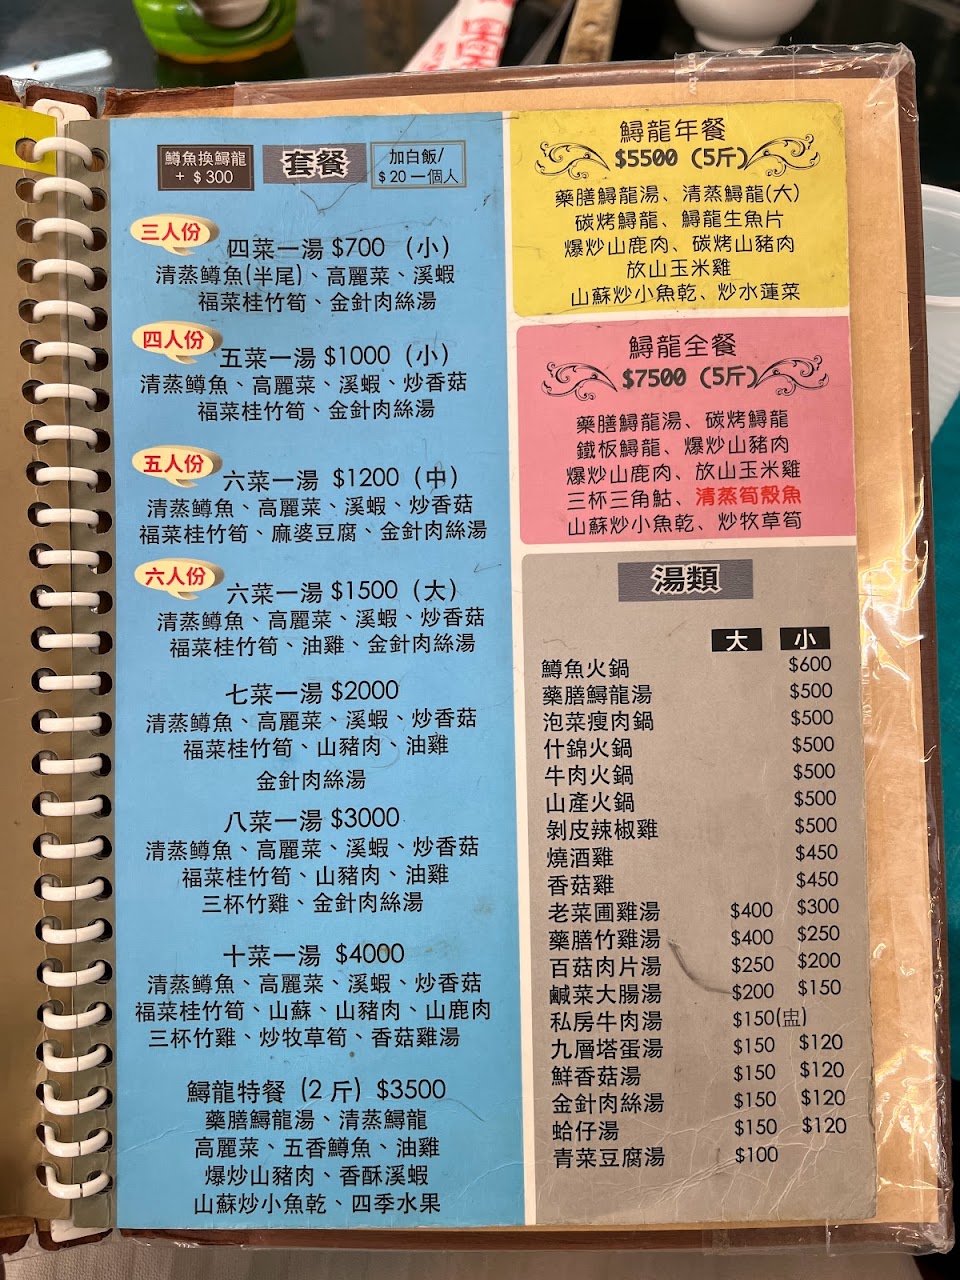 鱒魚換鱘龍
+ $300
套餐
加白飯/
$20一個人
三人份
四菜一湯 $700 (小)
清蒸鱒魚(半尾)、高麗菜、溪蝦
福菜桂竹筍、金針肉絲湯
四人份
五菜一湯 $1000 (小)
清蒸鱒魚、高麗菜、溪蝦、炒香菇
福菜桂竹筍、金針肉絲湯
五人份
六菜一湯 $1200 (中)
清蒸鱒魚、高麗菜、溪蝦、炒香菇
福菜桂竹筍、麻婆豆腐、金針肉絲湯
六人份
六菜一湯 $1500 (大)
清蒸鱒魚、高麗菜、溪蝦、炒香菇
福菜桂竹筍、油雞、金針肉絲湯
七菜一湯 $2000
清蒸鱒魚、高麗菜、溪蝦、炒香菇
福菜桂竹筍、山豬肉、油雞
金針肉絲湯
八菜一湯 $3000
清蒸鱒魚、高麗菜、溪蝦、炒香菇
福菜桂竹筍、山豬肉、油雞
三杯竹雞、金針肉絲湯
十菜一湯 $4000
清蒸鱒魚、高麗菜、溪蝦、炒香菇
福菜桂竹筍、山蘇、山豬肉、山鹿肉
三杯竹雞、炒牧草筍、香菇雞湯
鱘龍特餐 (2斤) $3500
藥膳鱘龍湯、清蒸鱘龍
高麗菜、五香鱒魚、油雞
爆炒山豬肉、香酥溪蝦
山蘇炒小魚乾、四季水果
鱘龍年餐
$5500 (5斤)
藥膳鱘龍湯、清蒸鱘龍(大)
碳烤鱘龍、鱘龍生魚片
爆炒山鹿肉、碳烤山豬肉
放山玉米雞
山蘇炒小魚乾、炒水蓮菜
鱘龍全餐
$7500 (5斤)
藥膳鱘龍湯、碳烤鱘龍
鐵板鱘龍、爆炒山豬肉
爆炒山鹿肉、放山玉米雞
三杯三角魚、清蒸筍殼魚
山蘇炒小魚乾、炒牧草筍
湯類
大 小
鱒魚火鍋 $600
藥膳鱘龍湯 $500
泡菜瘦肉鍋 $500
什錦火鍋 $500
牛肉火鍋 $500
山產火鍋 $500
剝皮辣椒雞 $500
燒酒雞 $450
香菇雞 $450
老菜圃雞湯 $400 $300
藥膳竹雞湯 $400 $250
百菇肉片湯 $250 $200
鹹菜大腸湯 $200 $150
私房牛肉湯 $150(盅)
九層塔蛋湯 $150 $120
鮮香菇湯 $150 $120
金針肉絲湯 $150 $120
蛤仔湯 $150 $120
青菜豆腐湯 $100